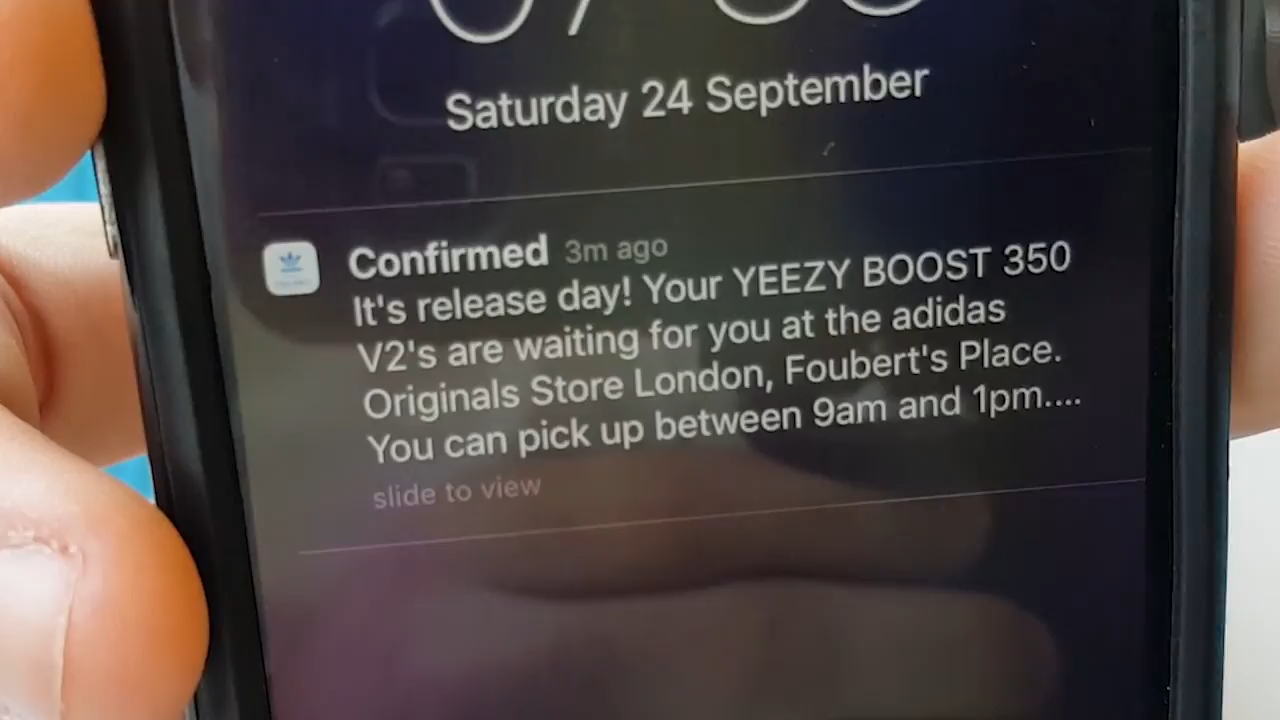 Saturday 24 September
Confirmed 3m ago
It's release day! Your YEEZY BOOST 350
V2's are waiting for you at the adidas
Originals Store London, Foubert's Place.
You can pick up between 9am and 1pm....
slide to view